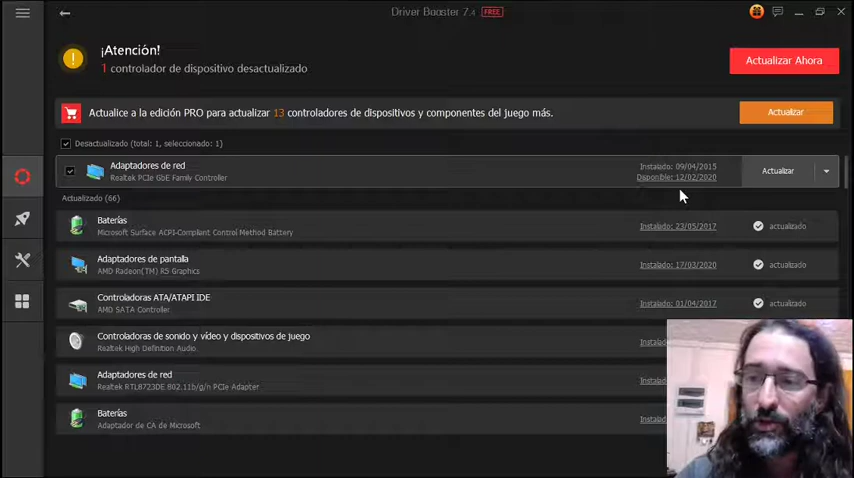 Driver Booster 7.4 FREE
¡Atención!
1 controlador de dispositivo desactualizado
Actualizar Ahora
Actualice a la edición PRO para actualizar 13 controladores de dispositivos y componentes del juego más.
Actualizar
Desactualizado (total: 1, seleccionado: 1)
Adaptadores de red
Realtek PCIe GbE Family Controller
Instalado: 09/04/2015
Disponible: 12/02/2020
Actualizar
Actualizado (66)
Baterías
Microsoft Surface ACPI-Compliant Control Method Battery
Instalado: 23/05/2017
actualizado
Adaptadores de pantalla
AMD Radeon(TM) R5 Graphics
Instalado: 17/03/2020
actualizado
Controladoras ATA/ATAPI IDE
AMD SATA Controller
Instalado: 01/04/2017
actualizado
Controladoras de sonido y vídeo y dispositivos de juego
Realtek High Definition Audio
Instalado
Adaptadores de red
Realtek RTL8723DE 802.11b/g/n PCIe Adapter
Instalado
Baterías
Adaptador de CA de Microsoft
Instalado